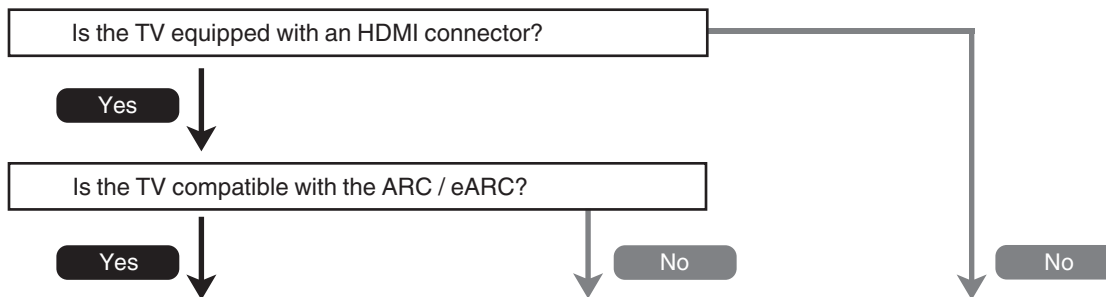 Is the TV equipped with an HDMI connector?
Yes
Is the TV compatible with the ARC / eARC?
Yes
No
No